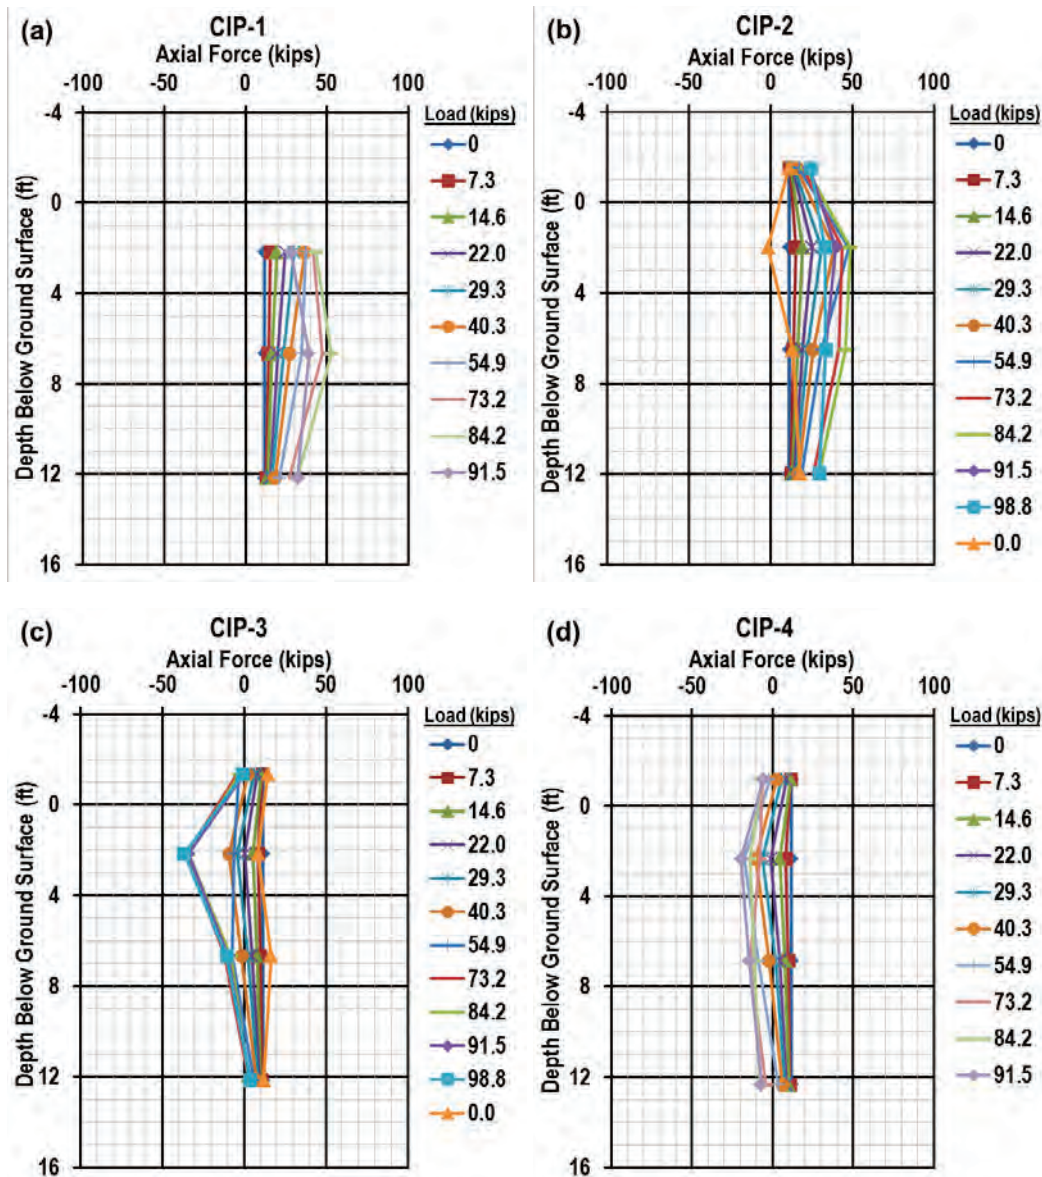 (a)
CIP-1
Axial Force (kips)
-100 -50 0 50 100
-4
0
4
8
12
16
Depth Below Ground Surface (ft)
Load (kips)
0
7.3
14.6
22.0
29.3
40.3
54.9
73.2
84.2
91.5
(b)
CIP-2
Axial Force (kips)
-100 -50 0 50 100
-4
0
4
8
12
16
Depth Below Ground Surface (ft)
Load (kips)
0
7.3
14.6
22.0
29.3
40.3
54.9
73.2
84.2
91.5
98.8
0.0
(c)
CIP-3
Axial Force (kips)
-100 -50 0 50 100
-4
0
4
8
12
16
Depth Below Ground Surface (ft)
Load (kips)
0
7.3
14.6
22.0
29.3
40.3
54.9
73.2
84.2
91.5
98.8
0.0
(d)
CIP-4
Axial Force (kips)
-100 -50 0 50 100
-4
0
4
8
12
16
Depth Below Ground Surface (ft)
Load (kips)
0
7.3
14.6
22.0
29.3
40.3
54.9
73.2
84.2
91.5